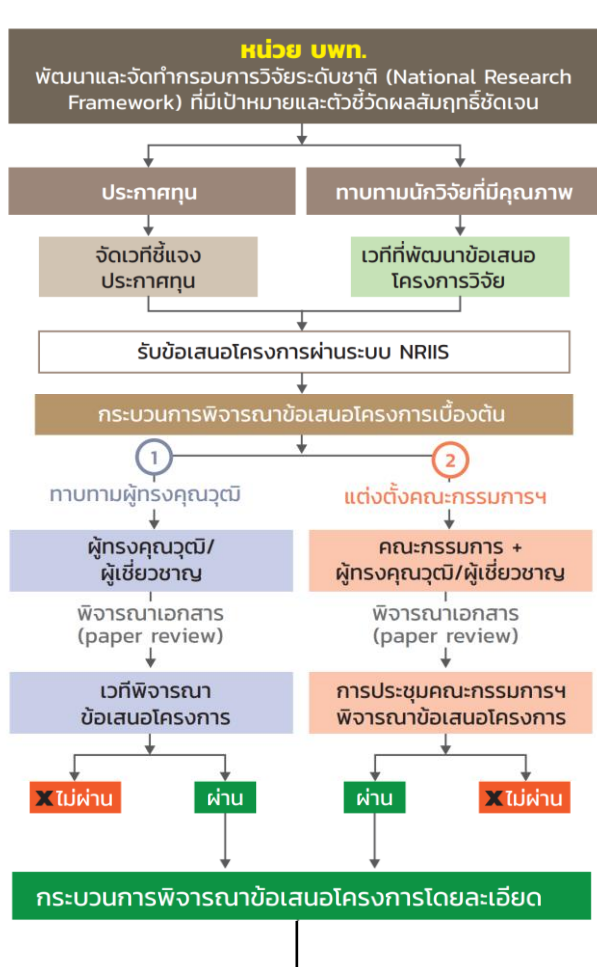 หน่วย บพท.
พัฒนาและจัดทำกรอบการวิจัยระดับชาติ (National Research
Framework) ที่มีเป้าหมายและตัวชี้วัดผลสัมฤทธิ์ชัดเจน
ประกาศทุน
ทาบทามนักวิจัยที่มีคุณภาพ
จัดเวทีชี้แจง
ประกาศทุน
เวทีที่พัฒนาข้อเสนอ
โครงการวิจัย
รับข้อเสนอโครงการผ่านระบบ NRIIS
กระบวนการพิจารณาข้อเสนอโครงการเบื้องต้น
1
2
ทาบทามผู้ทรงคุณวุฒิ
แต่งตั้งคณะกรรมการฯ
ผู้ทรงคุณวุฒิ/
ผู้เชี่ยวชาญ
คณะกรรมการ +
ผู้ทรงคุณวุฒิ/ผู้เชี่ยวชาญ
พิจารณาเอกสาร
(paper review)
พิจารณาเอกสาร
(paper review)
เวทีพิจารณา
ข้อเสนอโครงการ
การประชุมคณะกรรมการฯ
พิจารณาข้อเสนอโครงการ
X ไม่ผ่าน
ผ่าน
ผ่าน
X ไม่ผ่าน
กระบวนการพิจารณาข้อเสนอโครงการโดยละเอียด